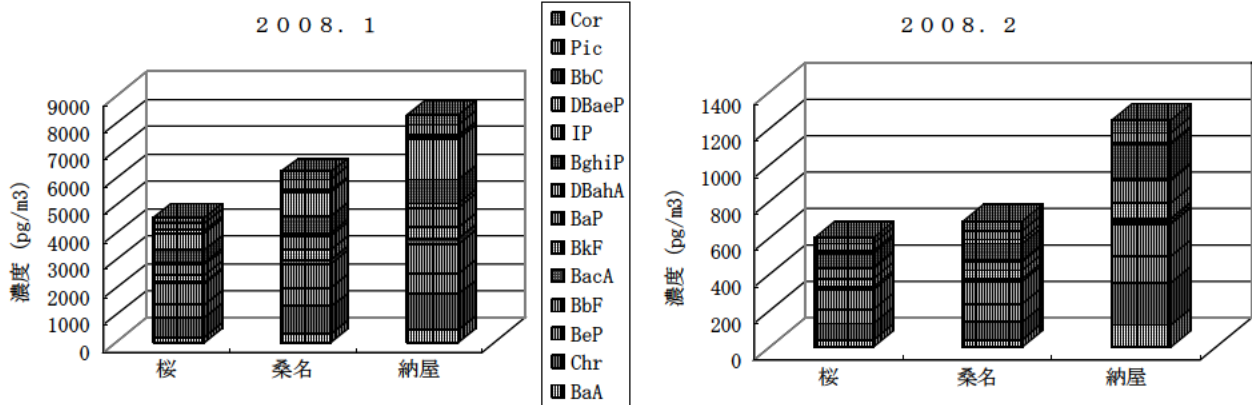 2008. 1
濃度 (pg/m3)
9000
8000
7000
6000
5000
4000
3000
2000
1000
0
桜
桑名
納屋
Cor
Pic
BbC
DBaeP
IP
BghiP
DBahA
BaP
BkF
BacA
BbF
BeP
Chr
BaA
2008. 2
濃度 (pg/m3)
1400
1200
1000
800
600
400
200
0
桜
桑名
納屋